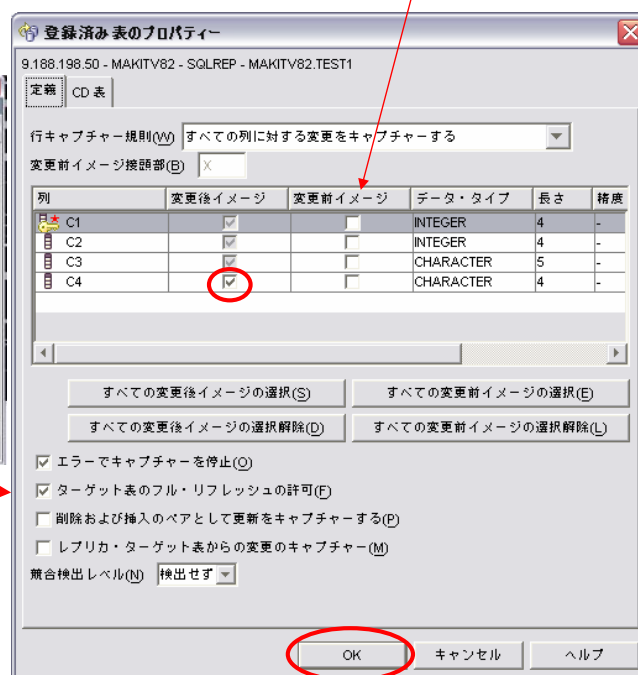 登録済み表のプロパティー
9.188.198.50 - MAKITV82 - SQLREP - MAKITV82.TEST1
定義 CD 表
行キャプチャー規則(W) すべての列に対する変更をキャプチャーする
変更前イメージ接頭部(B) X
列 変更後イメージ 変更前イメージ データ・タイプ 長さ 精度
C1 INTEGER 4 -
C2 INTEGER 4 -
C3 CHARACTER 5 -
C4 CHARACTER 4 -
すべての変更後イメージの選択(S) すべての変更前イメージの選択(E)
すべての変更後イメージの選択解除(D) すべての変更前イメージの選択解除(L)
エラーでキャプチャーを停止(O)
ターゲット表のフル・リフレッシュの許可(F)
削除および挿入のペアとして更新をキャプチャーする(P)
レプリカ・ターゲット表からの変更のキャプチャー(M)
競合検出レベル(N) 検出せず
OK キャンセル ヘルプ